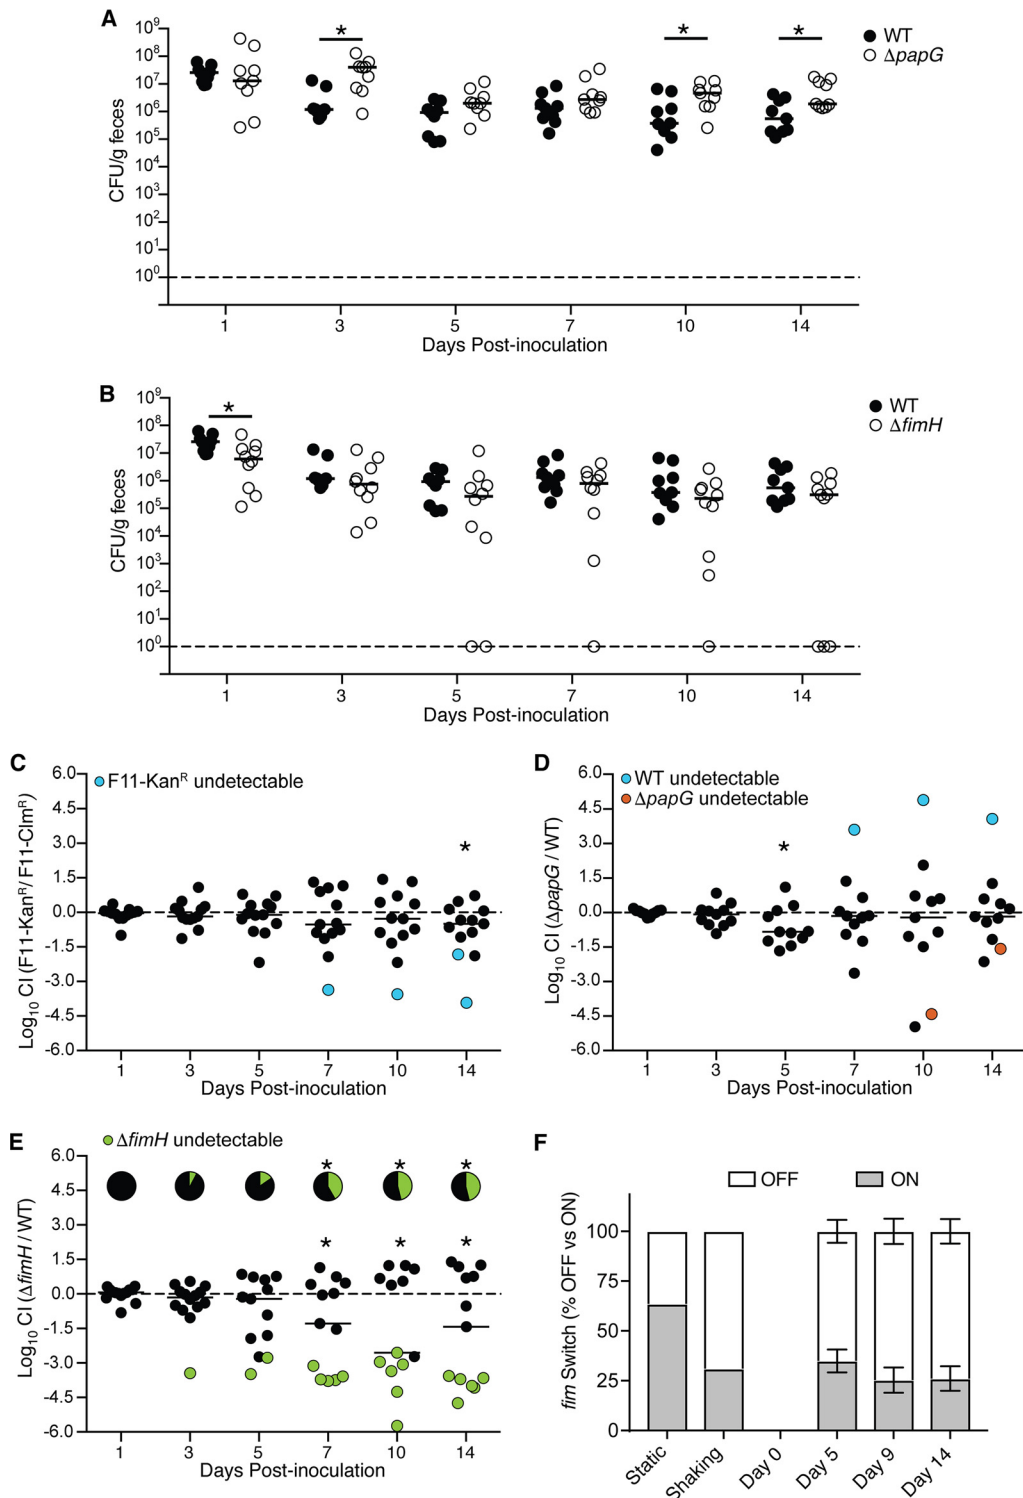 A
WT
ΔpapG
* * *
10⁹
10⁸
10⁷
10⁶
10⁵
10⁴
10³
10²
10¹
10⁰
CFU/g feces
1 3 5 7 10 14
Days Post-inoculation
B
WT
ΔfimH
*
10⁹
10⁸
10⁷
10⁶
10⁵
10⁴
10³
10²
10¹
10⁰
CFU/g feces
1 3 5 7 10 14
Days Post-inoculation
C
F11-Kanᴿ undetectable
*
6.0
4.5
3.0
1.5
0.0
-1.5
-3.0
-4.5
-6.0
Log₁₀ CI (F11-Kanᴿ/ F11-Clmᴿ)
1 3 5 7 10 14
Days Post-inoculation
D
WT undetectable
ΔpapG undetectable
*
6.0
4.5
3.0
1.5
0.0
-1.5
-3.0
-4.5
-6.0
Log₁₀ CI (ΔpapG / WT)
1 3 5 7 10 14
Days Post-inoculation
E
ΔfimH undetectable
* * *
* * *
6.0
4.5
3.0
1.5
0.0
-1.5
-3.0
-4.5
-6.0
Log₁₀ CI (ΔfimH / WT)
1 3 5 7 10 14
Days Post-inoculation
F
OFF ON
100
75
50
25
0
fim Switch (% OFF vs ON)
Static Shaking Day 0 Day 5 Day 9 Day 14